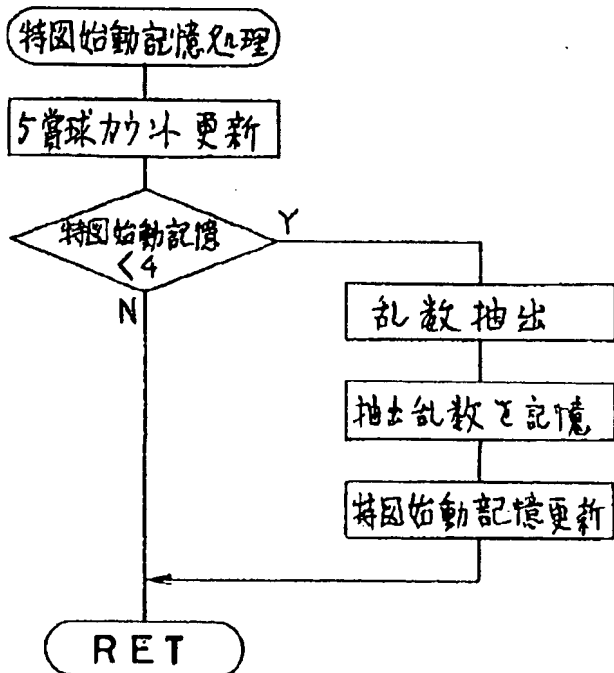 特図始動記憶処理
5賞球カウント更新
特図始動記憶
<4
Y
N
乱数抽出
抽出乱数を記憶
特図始動記憶更新
RET